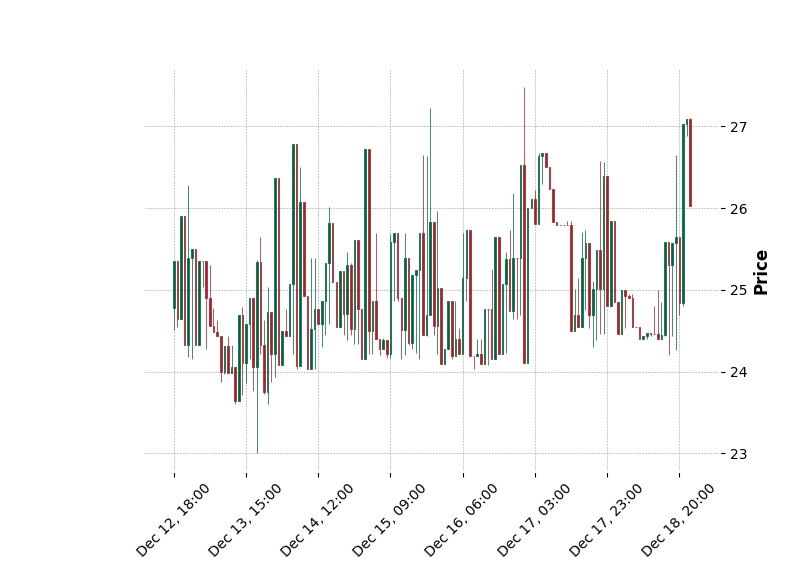 27
26
25
24
23
Price
Dec 12, 18:00
Dec 13, 15:00
Dec 14, 12:00
Dec 15, 09:00
Dec 16, 06:00
Dec 17, 03:00
Dec 17, 23:00
Dec 18, 20:00